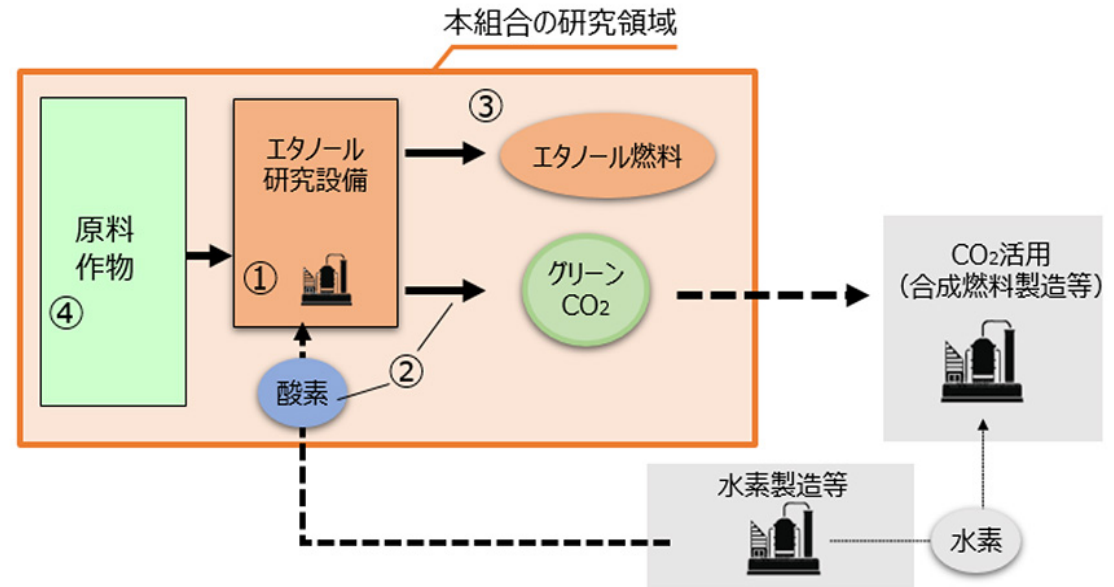 本組合の研究領域
③
エタノール
研究設備
エタノール燃料
原料
作物
①
④
グリーン
CO₂
CO₂活用
(合成燃料製造等)
②
酸素
水素製造等
水素